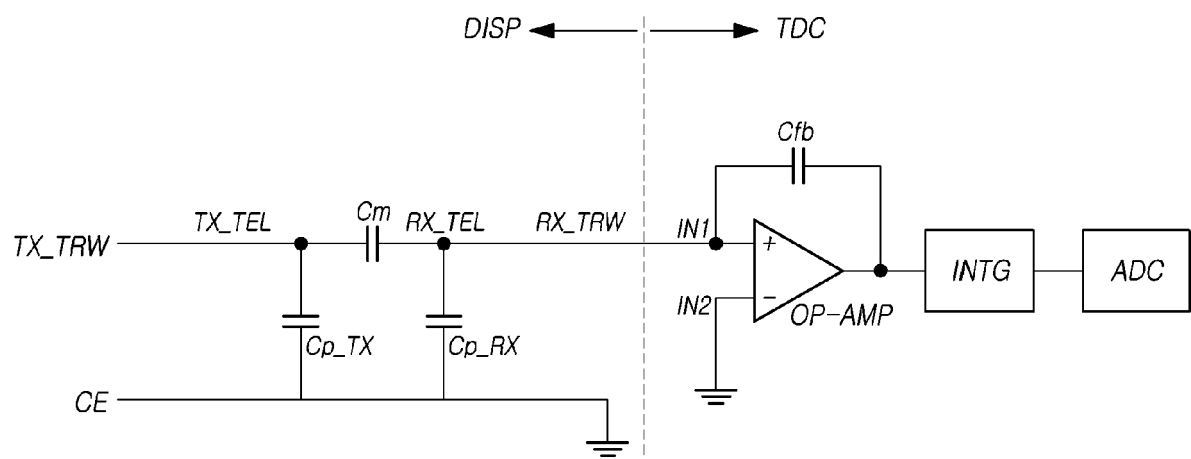 DISP TDC
Cfb
TX_TRW TX_TEL Cm RX_TEL RX_TRW IN1 +
IN2 − OP-AMP INTG ADC
Cp_TX Cp_RX
CE